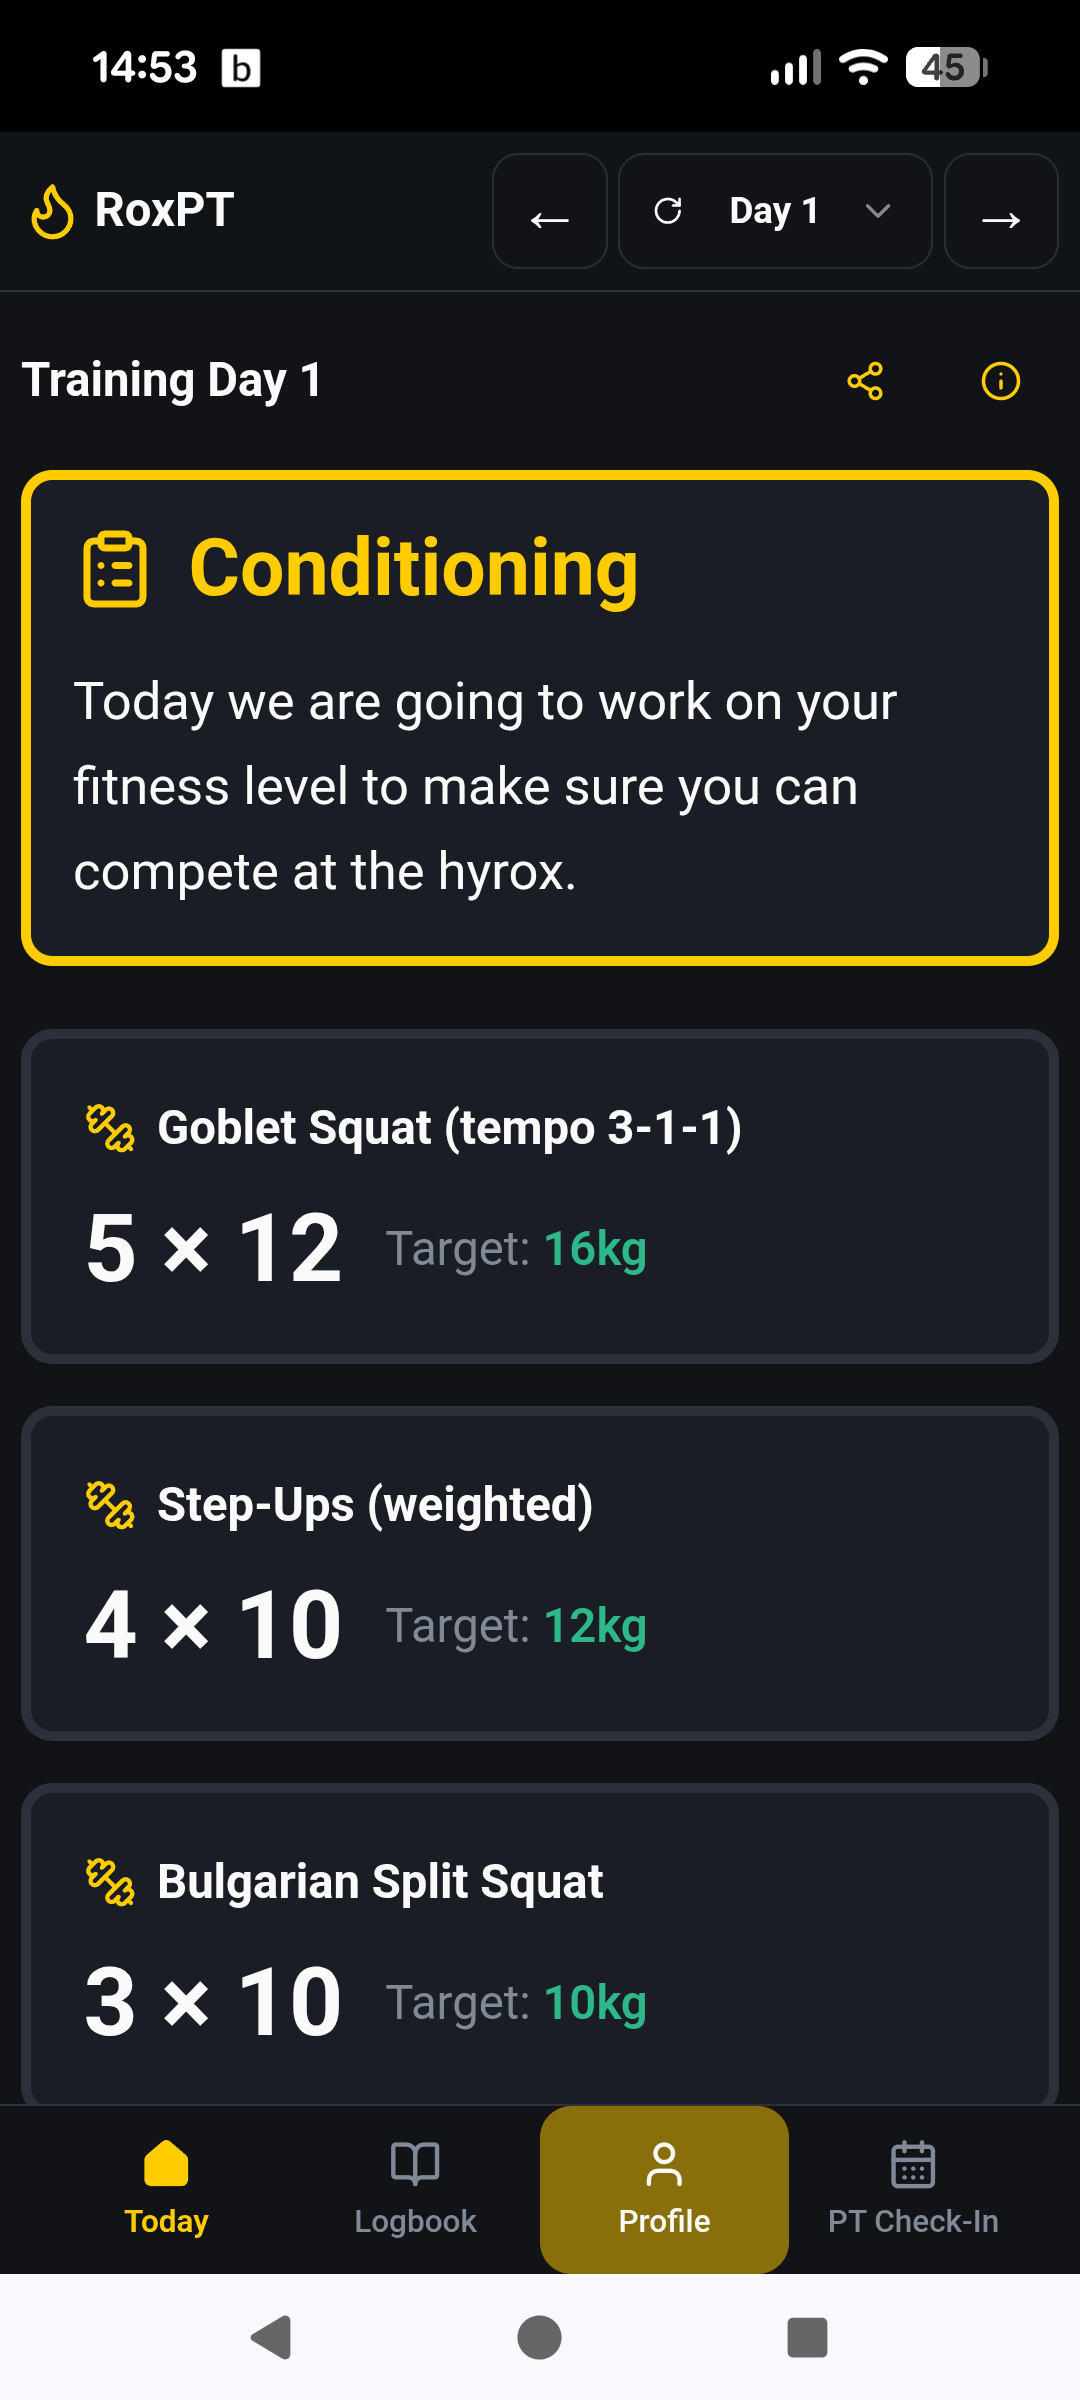 14:53 b 45
RoxPT ← Day 1 →
Training Day 1
Conditioning
Today we are going to work on your
fitness level to make sure you can
compete at the hyrox.
Goblet Squat (tempo 3-1-1)
5 × 12 Target: 16kg
Step-Ups (weighted)
4 × 10 Target: 12kg
Bulgarian Split Squat
3 × 10 Target: 10kg
Today Logbook Profile PT Check-In